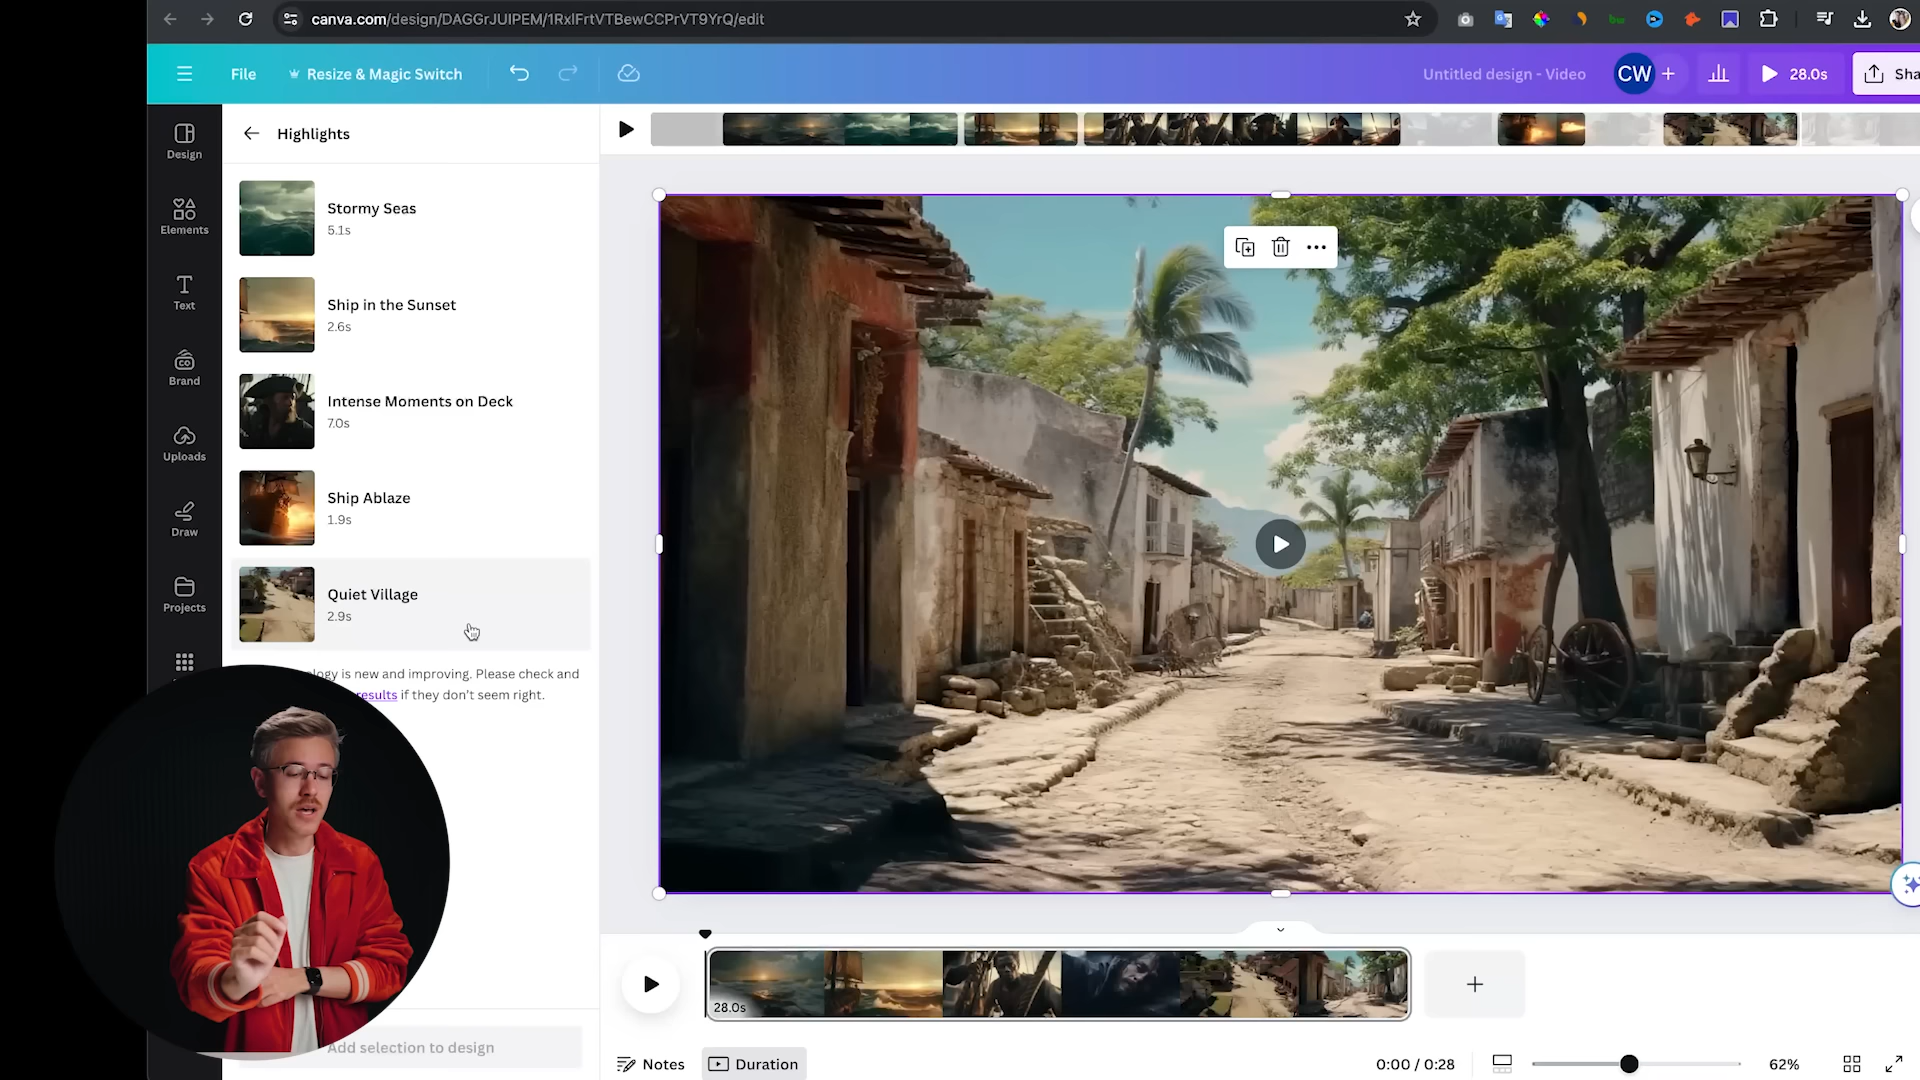 canva.com/design/DAGGrJUIPEM/1RxlFrtVTBewCCPrVT9YrQ/edit
File
Resize & Magic Switch
Untitled design - Video
CW
28.0s
Sha
Design
Elements
Text
Brand
Uploads
Draw
Projects
Highlights
Stormy Seas
5.1s
Ship in the Sunset
2.6s
Intense Moments on Deck
7.0s
Ship Ablaze
1.9s
Quiet Village
2.9s
ology is new and improving. Please check and
results if they don't seem right.
Add selection to design
28.0s
Notes
Duration
0:00 / 0:28
62%